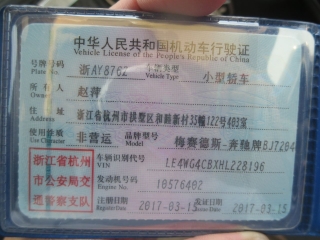 中华人民共和国机动车行驶证
Vehicle License of the People's Republic of China
号牌号码 浙AY8762 车辆类型 小型轿车
Plate No. Vehicle Type
所有人 赵萍
Owner
住址 浙江省杭州市拱墅区和睦新村35幢122号403室
Address
使用性质 非营运 品牌型号 梅赛德斯-奔驰牌BJ7204
Use Character Model
浙江省杭州 车辆识别代号 LE4WG4CBXHL228196
VIN
市公安局交 发动机号码 10576402
Engine No.
通警察支队 注册日期 2017-03-15 发证日期 2017-03-15
Register Date Issue Date